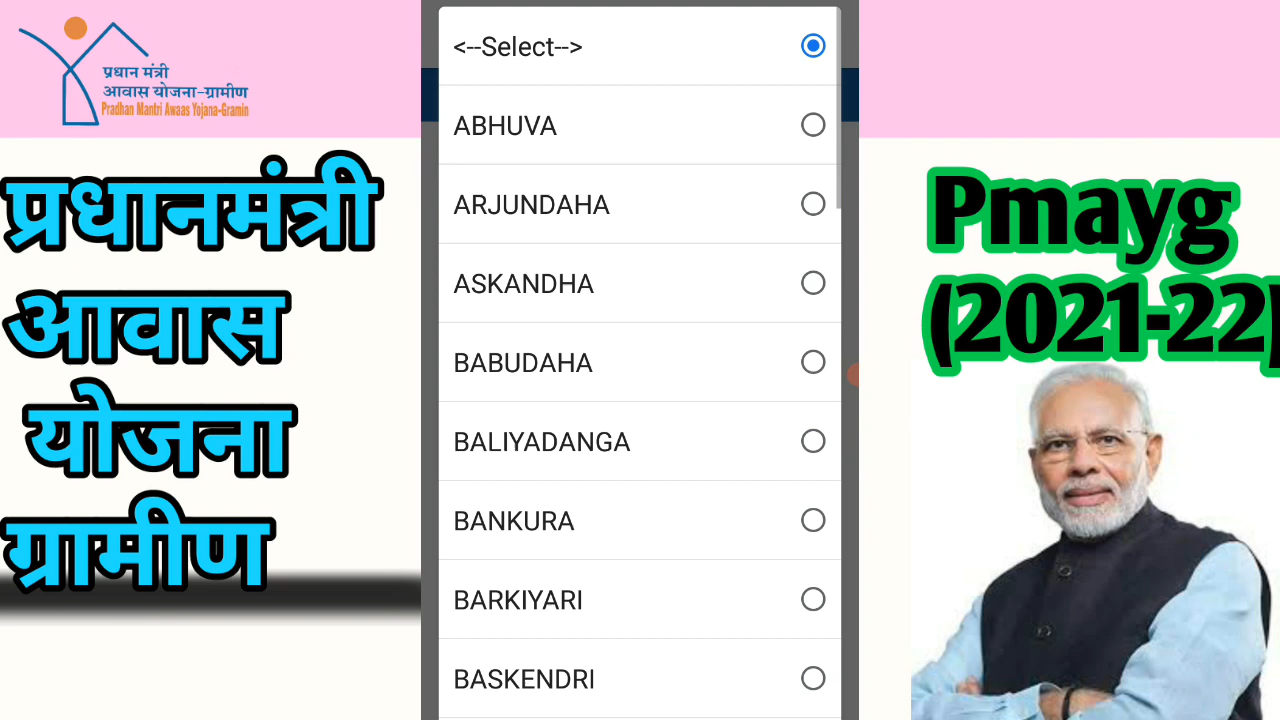 प्रधान मंत्री
आवास योजना-ग्रामीण
Pradhan Mantri Awaas Yojana-Gramin
प्रधानमंत्री
आवास
योजना
ग्रामीण
<--Select-->
ABHUVA
ARJUNDAHA
ASKANDHA
BABUDAHA
BALIYADANGA
BANKURA
BARKIYARI
BASKENDRI
Pmayg
(2021-22)